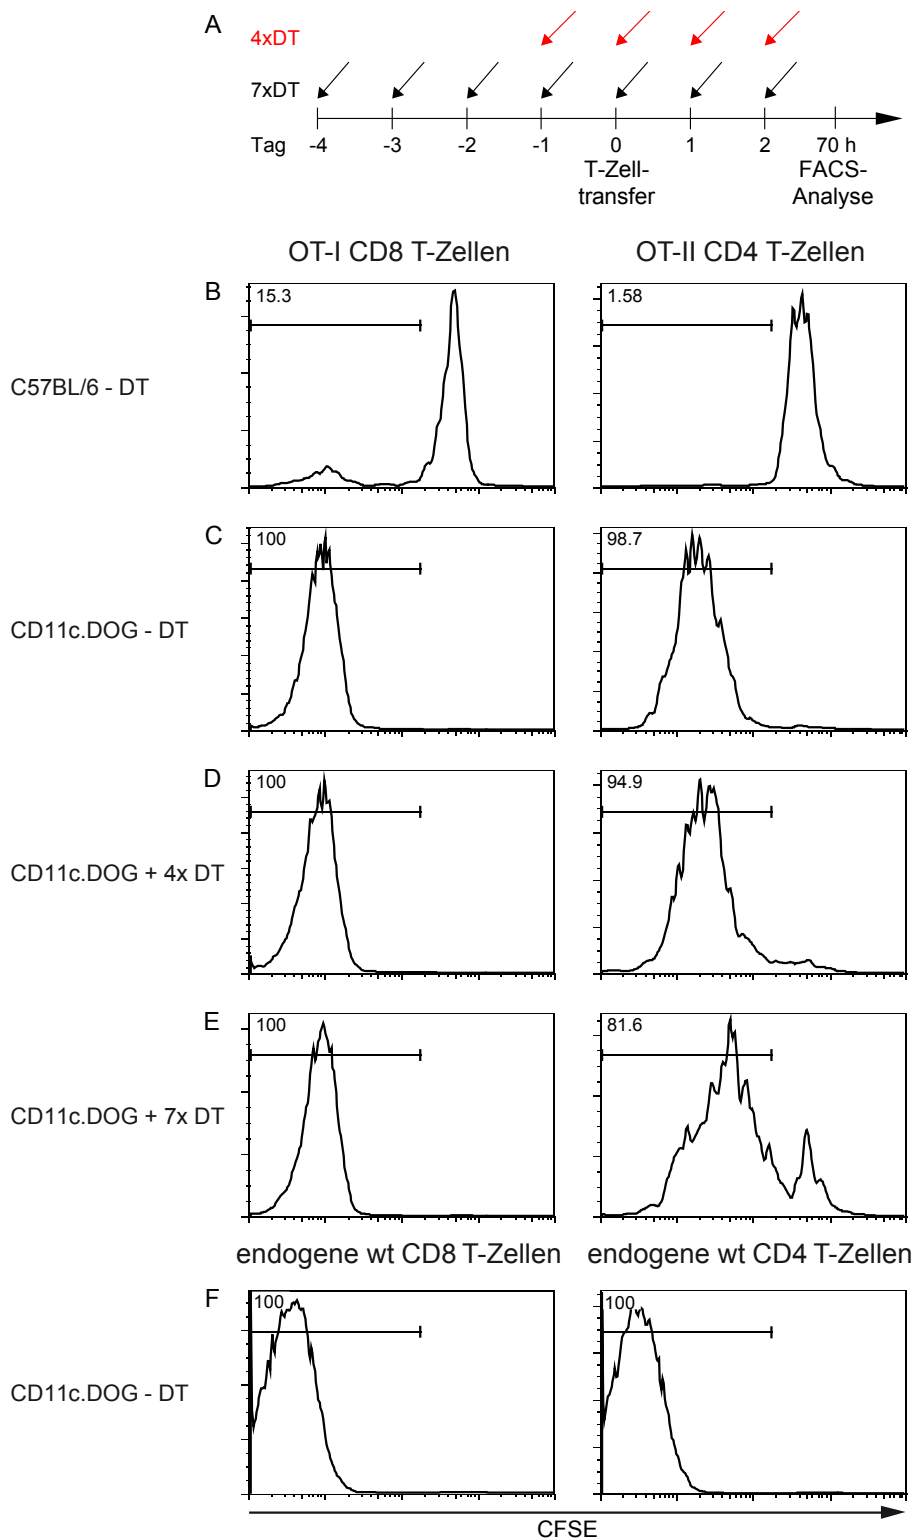 A
4xDT
7xDT
Tag -4 -3 -2 -1 0 1 2 70 h
T-Zell-
transfer
FACS-
Analyse
OT-I CD8 T-Zellen OT-II CD4 T-Zellen
B
15.3 1.58
C57BL/6 - DT
C
100 98.7
CD11c.DOG - DT
D
100 94.9
CD11c.DOG + 4x DT
E
100 81.6
CD11c.DOG + 7x DT
endogene wt CD8 T-Zellen endogene wt CD4 T-Zellen
F
100 100
CD11c.DOG - DT
CFSE